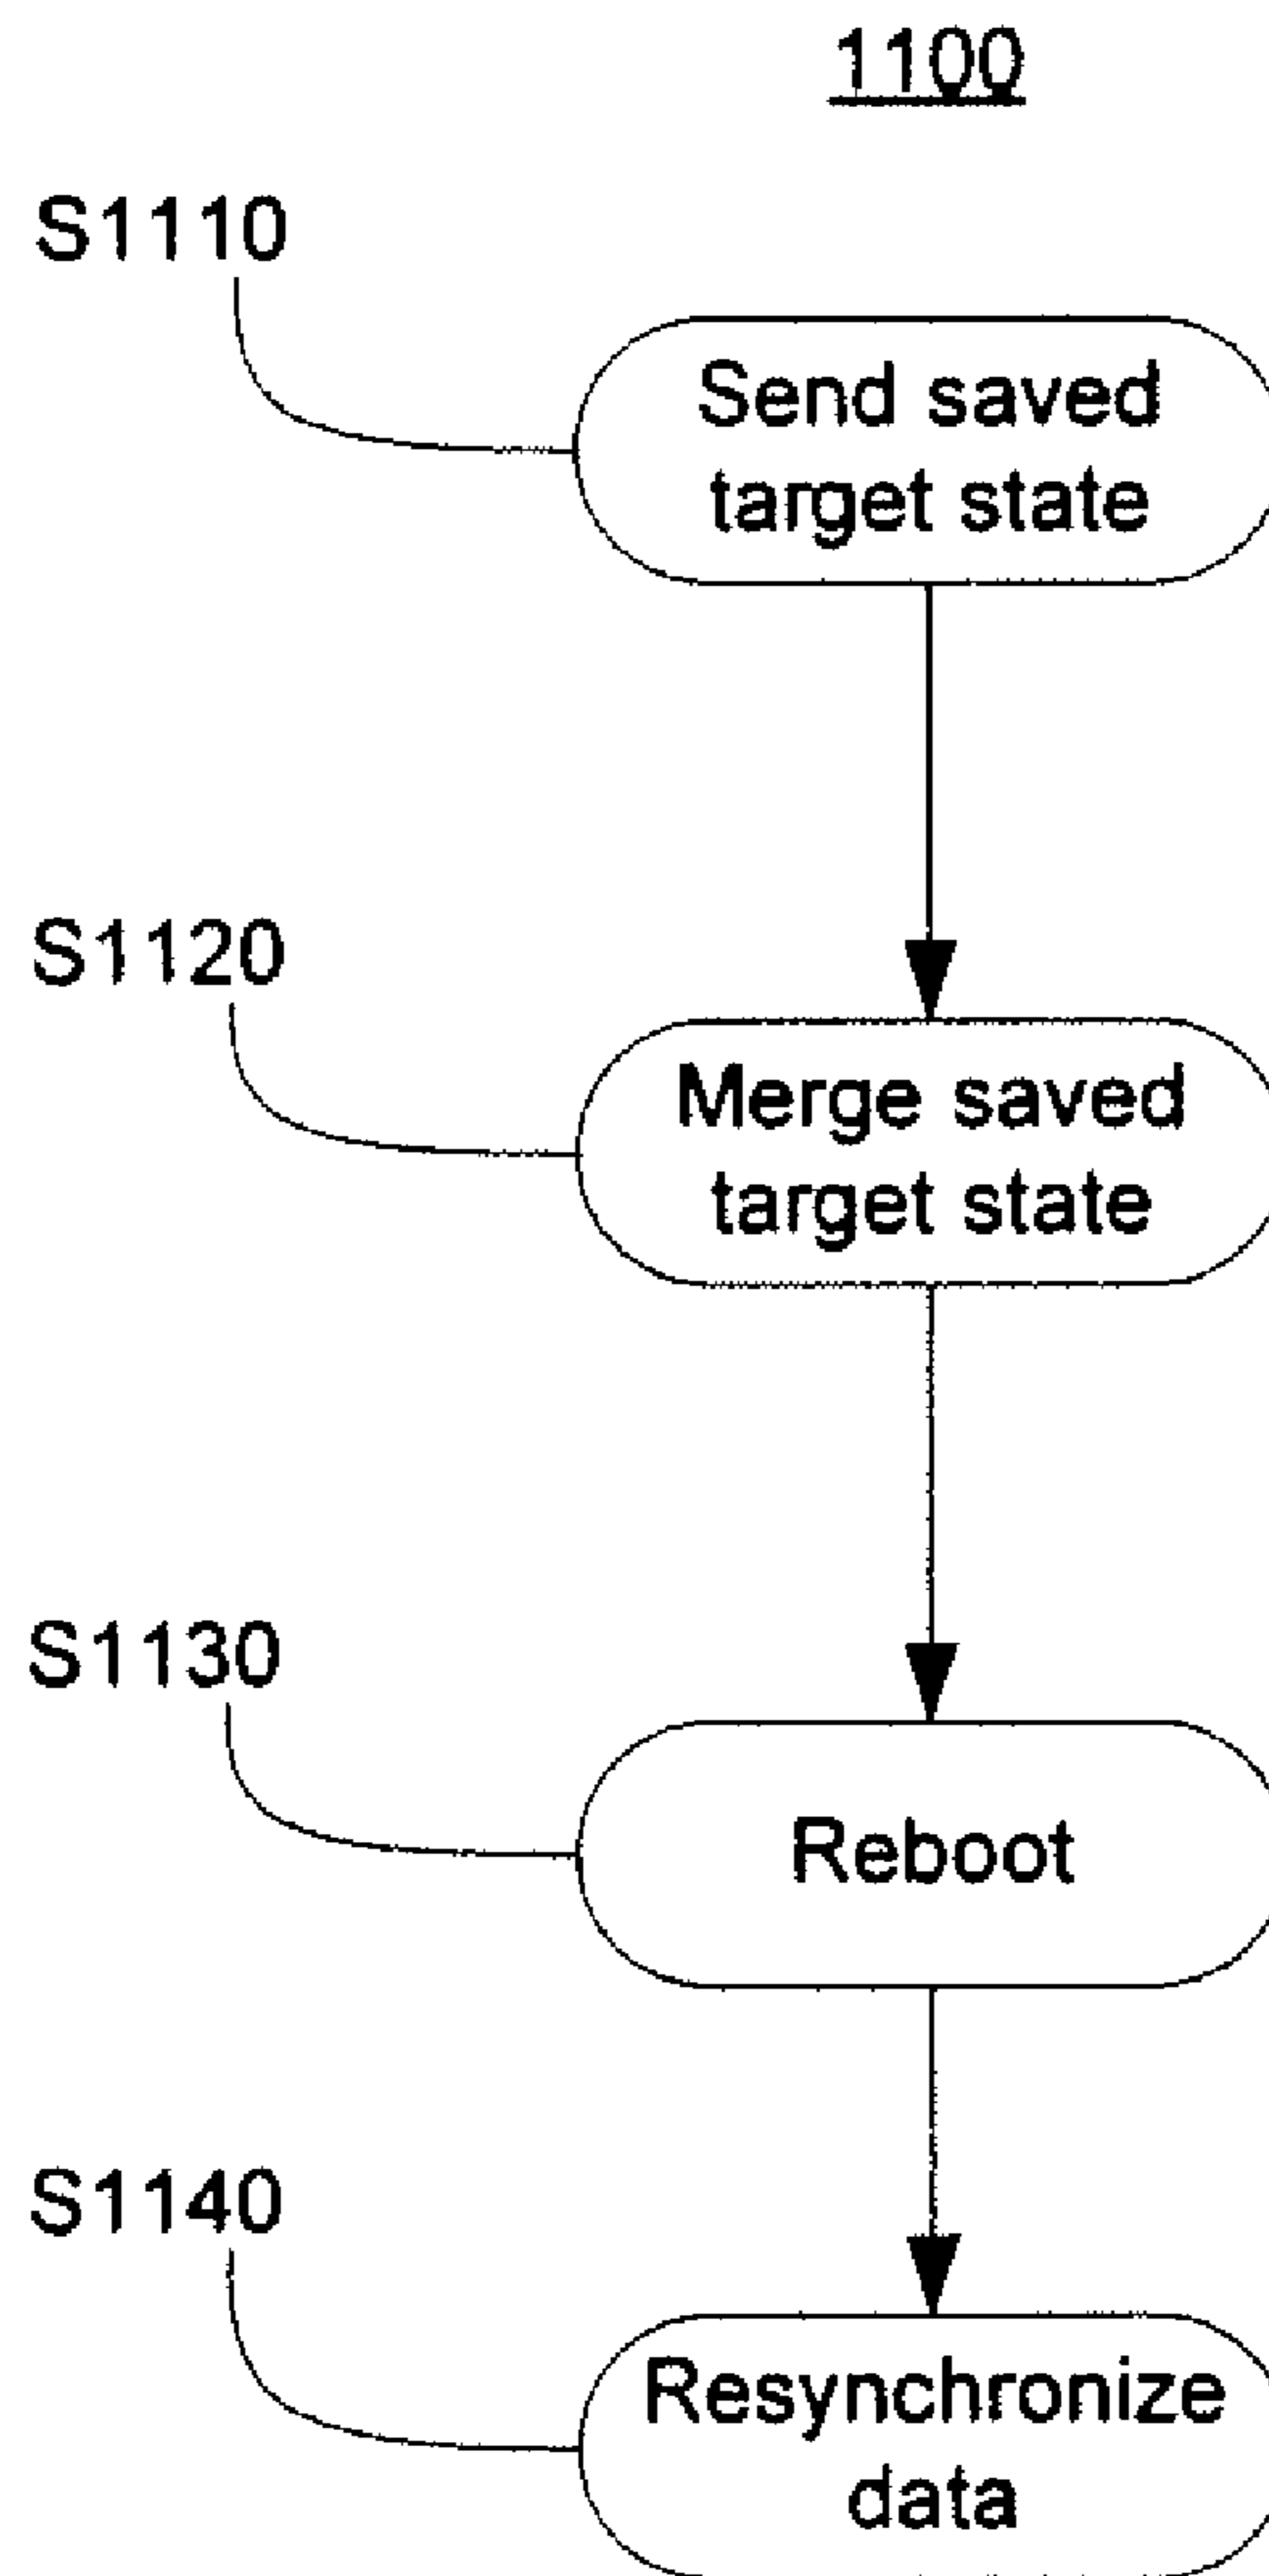 1100
S1110
Send saved
target state
S1120
Merge saved
target state
S1130
Reboot
S1140
Resynchronize
data